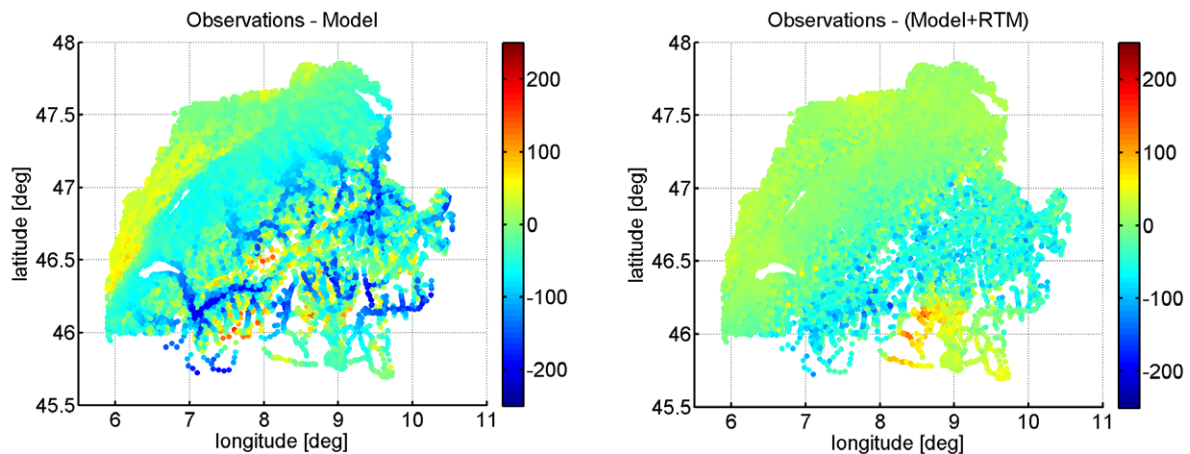 Observations - Model
48
47.5
47
46.5
46
45.5
latitude [deg]
6 7 8 9 10 11
longitude [deg]
200
100
0
-100
-200
Observations - (Model+RTM)
48
47.5
47
46.5
46
45.5
latitude [deg]
6 7 8 9 10 11
longitude [deg]
200
100
0
-100
-200